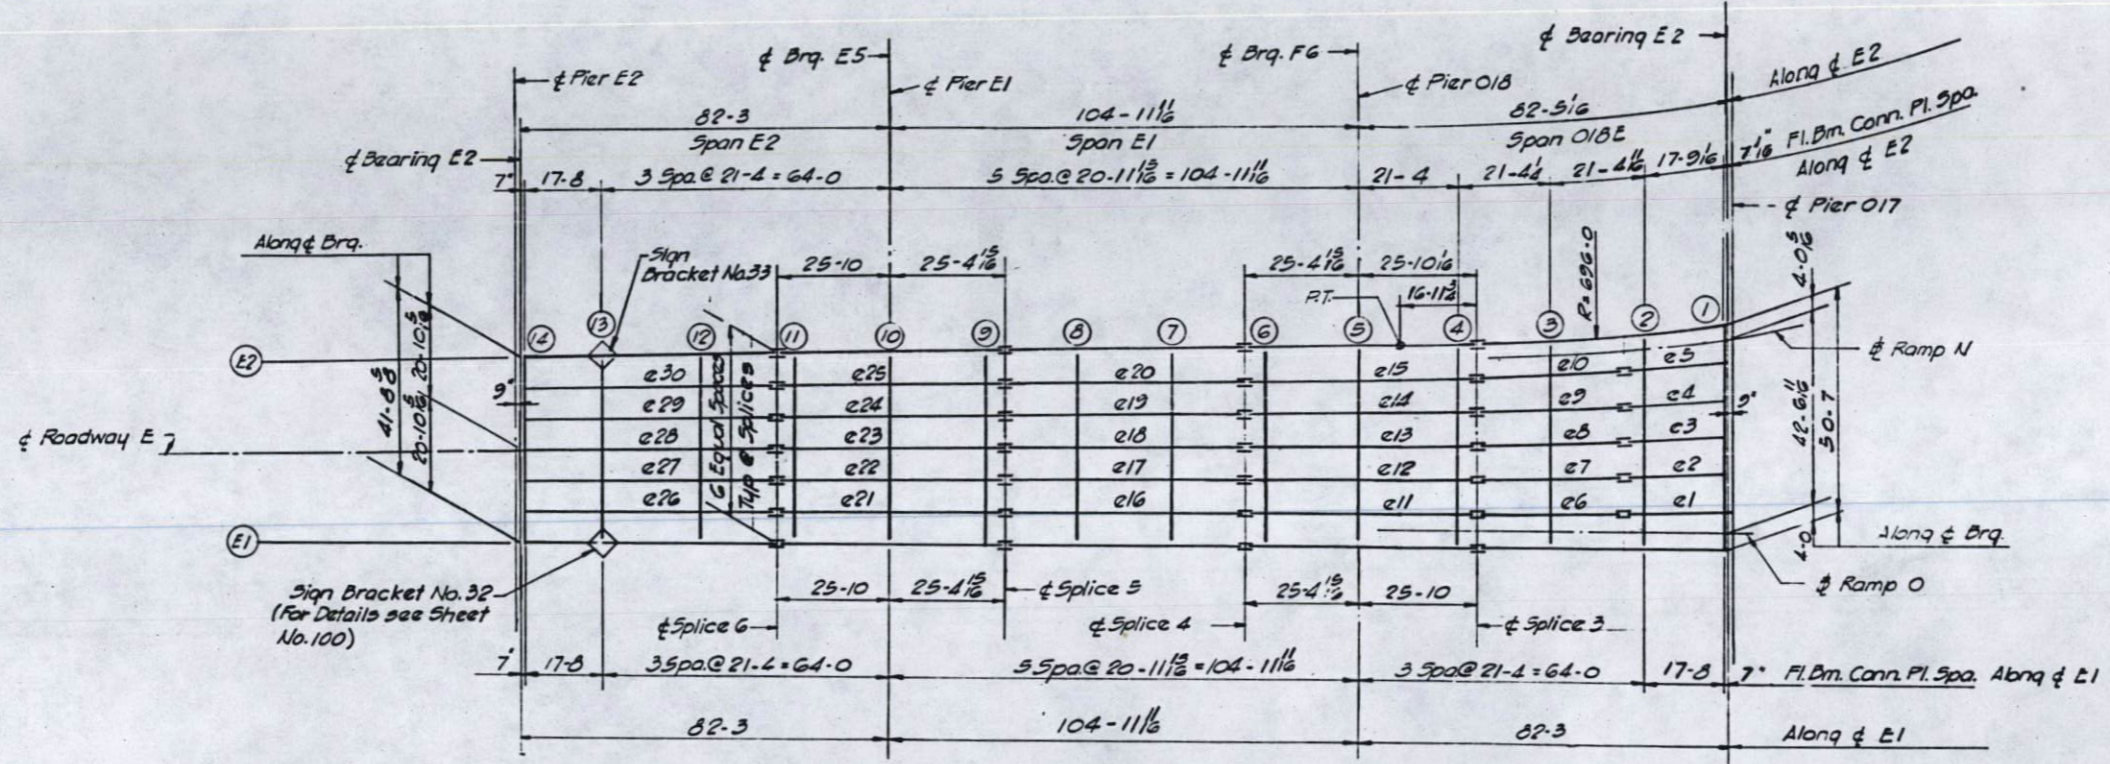 ¢ Bearing E2
¢ Brg. E5
¢ Brg. F6
Along ¢ E2
¢ Pier E2
¢ Pier E1
¢ Pier O18
82-3
104-11 11/16
82-5 1/16
Span E2
Span E1
Span O18E
¢ Bearing E2
7" 17-8 3 Spa.@ 21-4 = 64-0
5 Spa.@ 20-11 15/16 = 104-11 11/16
21-4 21-4 1/4 21-4 11/16 17-9 1/16 7 1/16" Fl.Bm. Conn. Pl. Spa.
Along ¢ E2
¢ Pier O17
Along ¢ Brg.
Sign
Bracket No.33
25-10 25-4 15/16
25-4 15/16 25-10 1/16
P.T. 16-11 3/4
R=696-0
4-0 5/16
14 13 12 11 10 9 8 7 6 5 4 3 2 1
E2
41-8 5/8
20-10 5/16 20-10 5/16
9"
6 Equal Spaces
Typ @ Splices
¢ Ramp N
e30 e25 e20 e15 e10 e5
e29 e24 e19 e14 e9 e4
e28 e23 e18 e13 e8 e3
e27 e22 e17 e12 e7 e2
e26 e21 e16 e11 e6 e1
9"
42-6 11/16
50-7
¢ Roadway E
E1
4-0
Along ¢ Brg.
Sign Bracket No.32
(For Details see Sheet
No.100)
25-10 25-4 15/16 ¢ Splice 5
25-4 15/16 25-10
¢ Ramp O
¢ Splice 6
¢ Splice 4
¢ Splice 3
7" 17-8 3 Spa.@ 21-4 = 64-0
5 Spa.@ 20-11 15/16 = 104-11 11/16
3 Spa@ 21-4 = 64-0 17-8 7" Fl.Bm. Conn. Pl. Spa. Along ¢ E1
82-3
104-11 11/16
82-3
Along ¢ E1